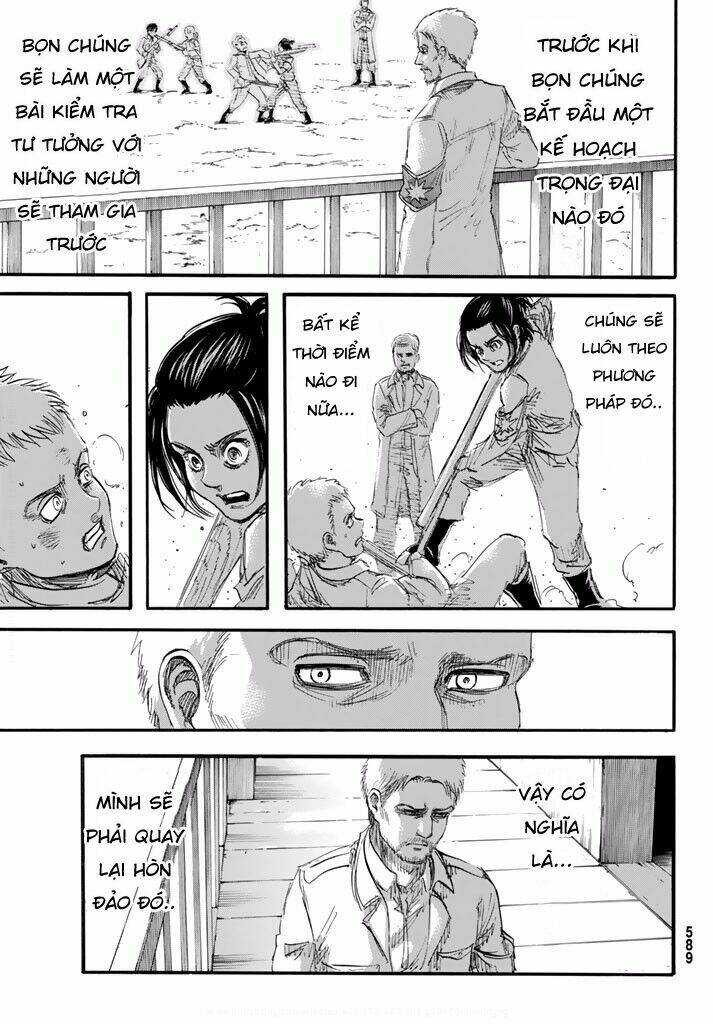 TRƯỚC KHI
BỌN CHÚNG
BẮT ĐẦU MỘT
KẾ HOẠCH
TRỌNG ĐẠI
NÀO ĐÓ
BỌN CHÚNG
SẼ LÀM MỘT
BÀI KIỂM TRA
TƯ TƯỞNG VỚI
NHỮNG NGƯỜI
SẼ THAM GIA
TRƯỚC
CHÚNG SẼ
LUÔN THEO
PHƯƠNG
PHÁP ĐÓ..
BẤT KỂ
THỜI ĐIỂM
NÀO ĐI
NỮA...
VẬY CÓ
NGHĨA
LÀ...
MÌNH SẼ
PHẢI QUAY
LẠI HÒN
ĐẢO ĐÓ..
589